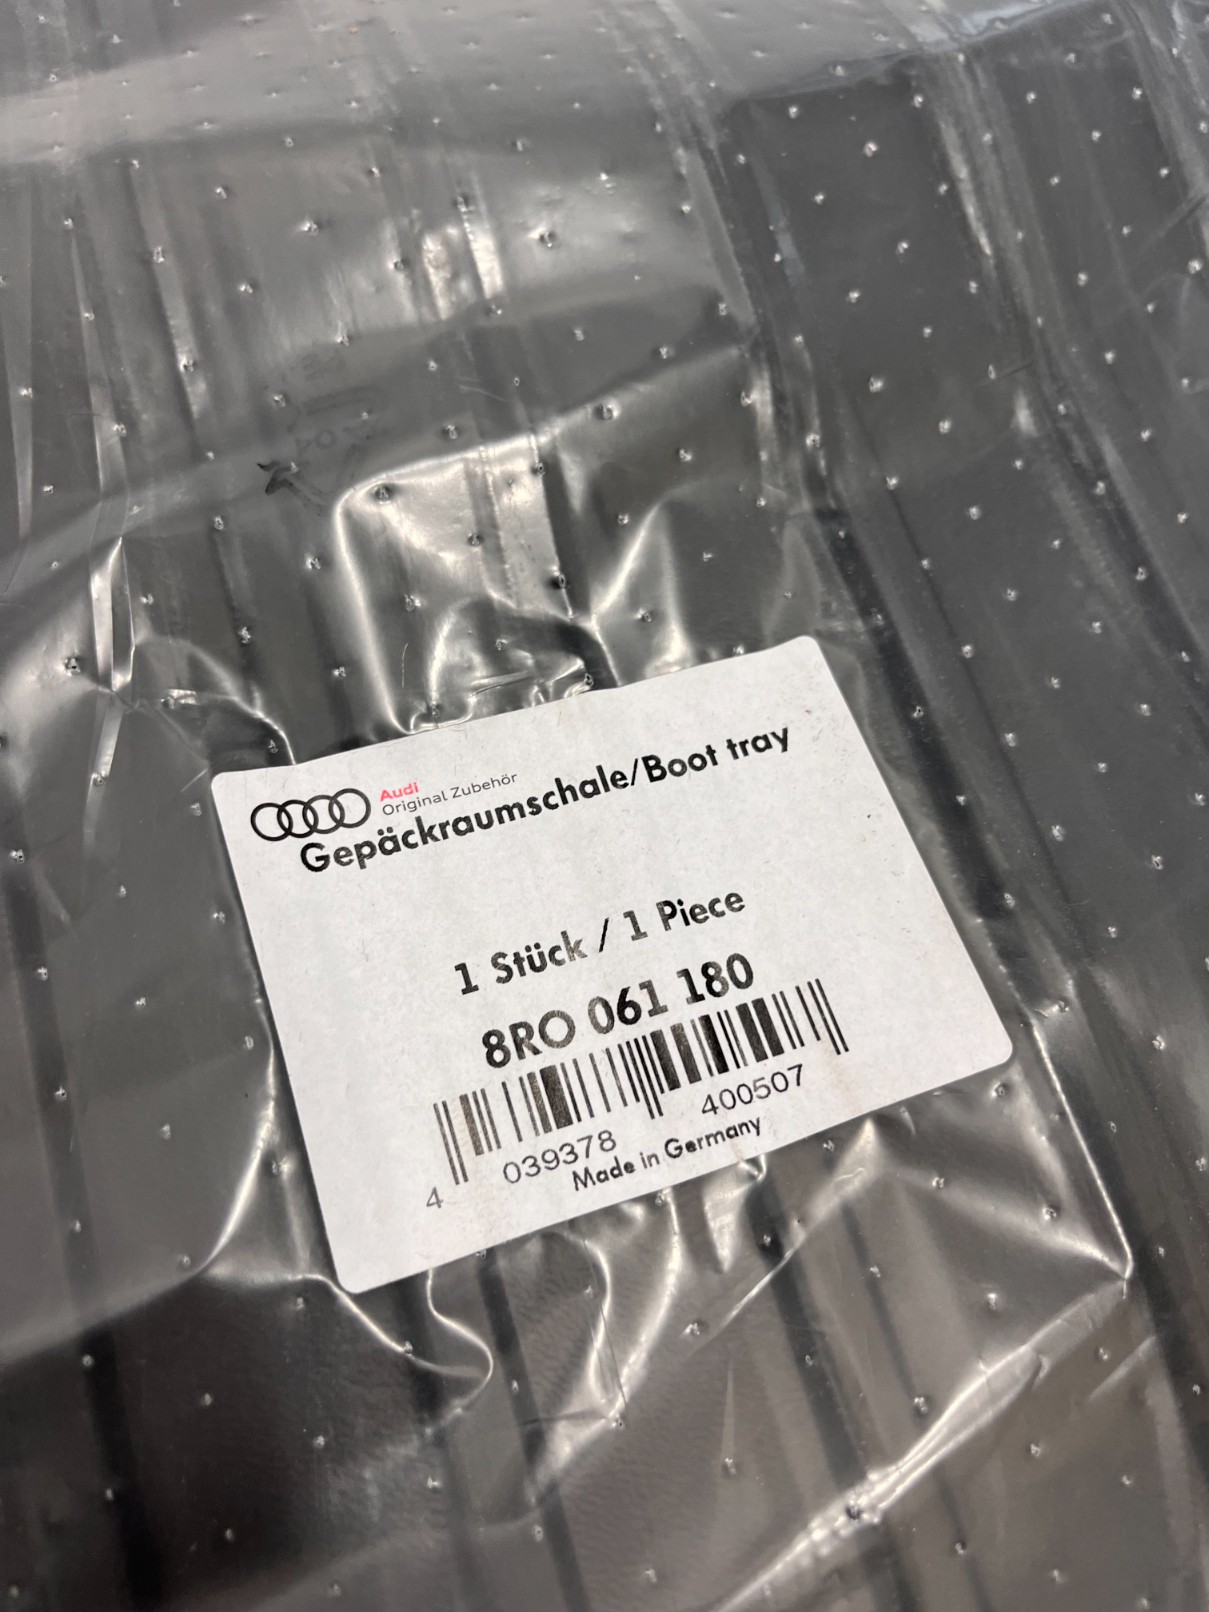 Audi
Original Zubehör
Gepäckraumschale/Boot tray
1 Stück / 1 Piece
8RO 061 180
4 039378 400507
Made in Germany